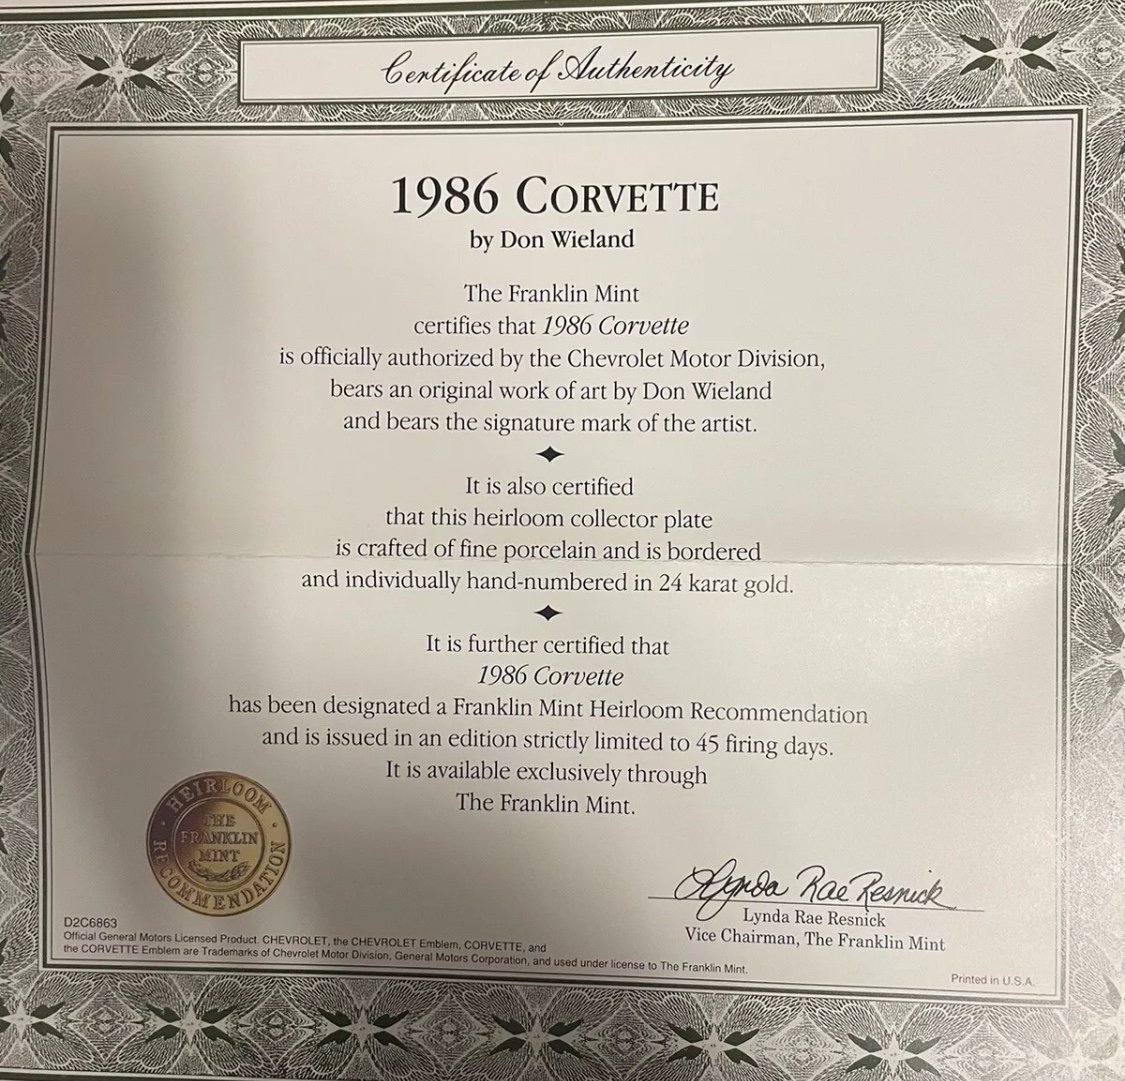 Certificate of Authenticity
1986 CORVETTE
by Don Wieland
The Franklin Mint
certifies that 1986 Corvette
is officially authorized by the Chevrolet Motor Division,
bears an original work of art by Don Wieland
and bears the signature mark of the artist.
It is also certified
that this heirloom collector plate
is crafted of fine porcelain and is bordered
and individually hand-numbered in 24 karat gold.
It is further certified that
1986 Corvette
has been designated a Franklin Mint Heirloom Recommendation
and is issued in an edition strictly limited to 45 firing days.
It is available exclusively through
The Franklin Mint.
HEIRLOOM
THE
FRANKLIN
MINT
RECOMMENDATION
Lynda Rae Resnick
Lynda Rae Resnick
Vice Chairman, The Franklin Mint
D2C6863
Official General Motors Licensed Product. CHEVROLET, the CHEVROLET Emblem, CORVETTE, and
the CORVETTE Emblem are Trademarks of Chevrolet Motor Division, General Motors Corporation, and used under license to The Franklin Mint.
Printed in U.S.A.